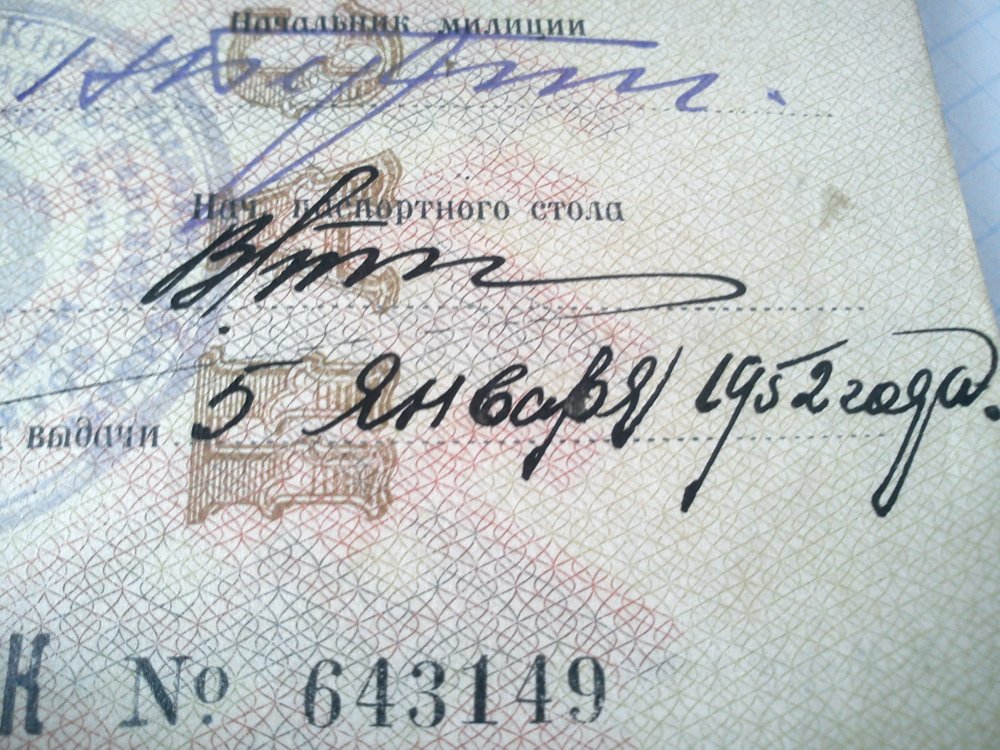 Начальник милиции
Нач. паспортного стола
выдачи 5 января 1952 года.
К № 643149